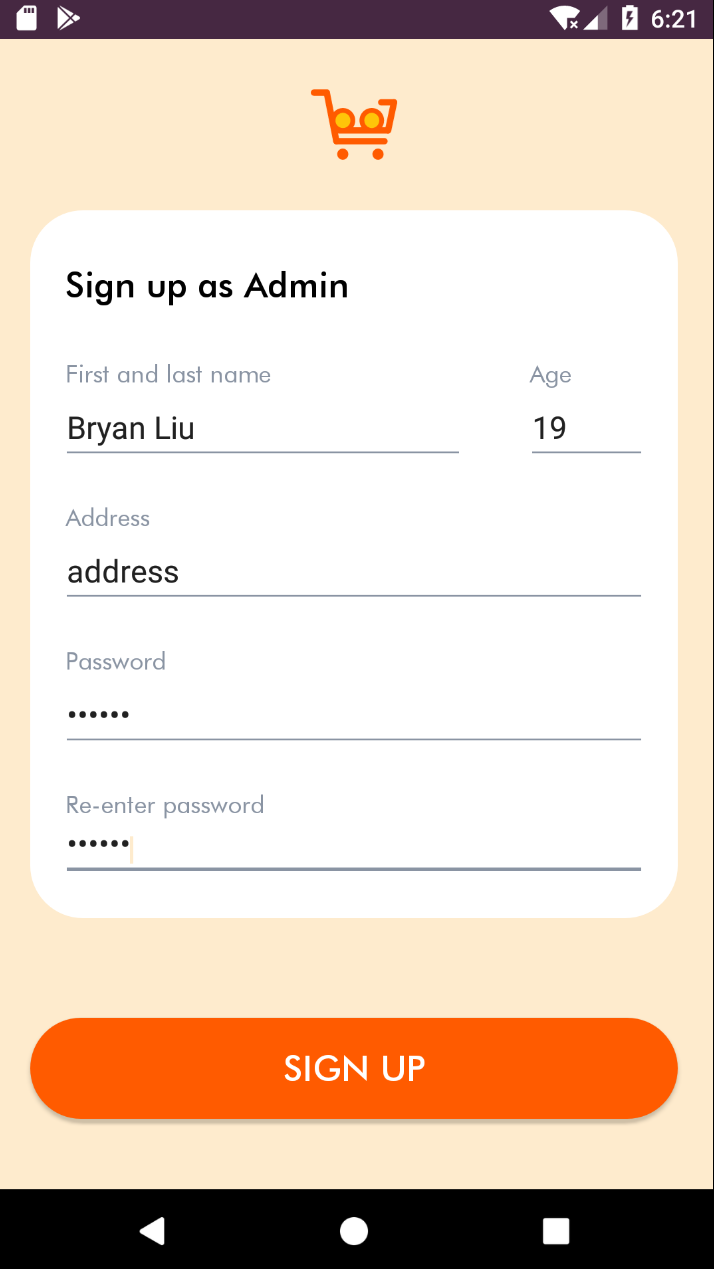 6:21
Sign up as Admin
First and last name
Age
Bryan Liu
19
Address
address
Password
••••••
Re-enter password
••••••
SIGN UP